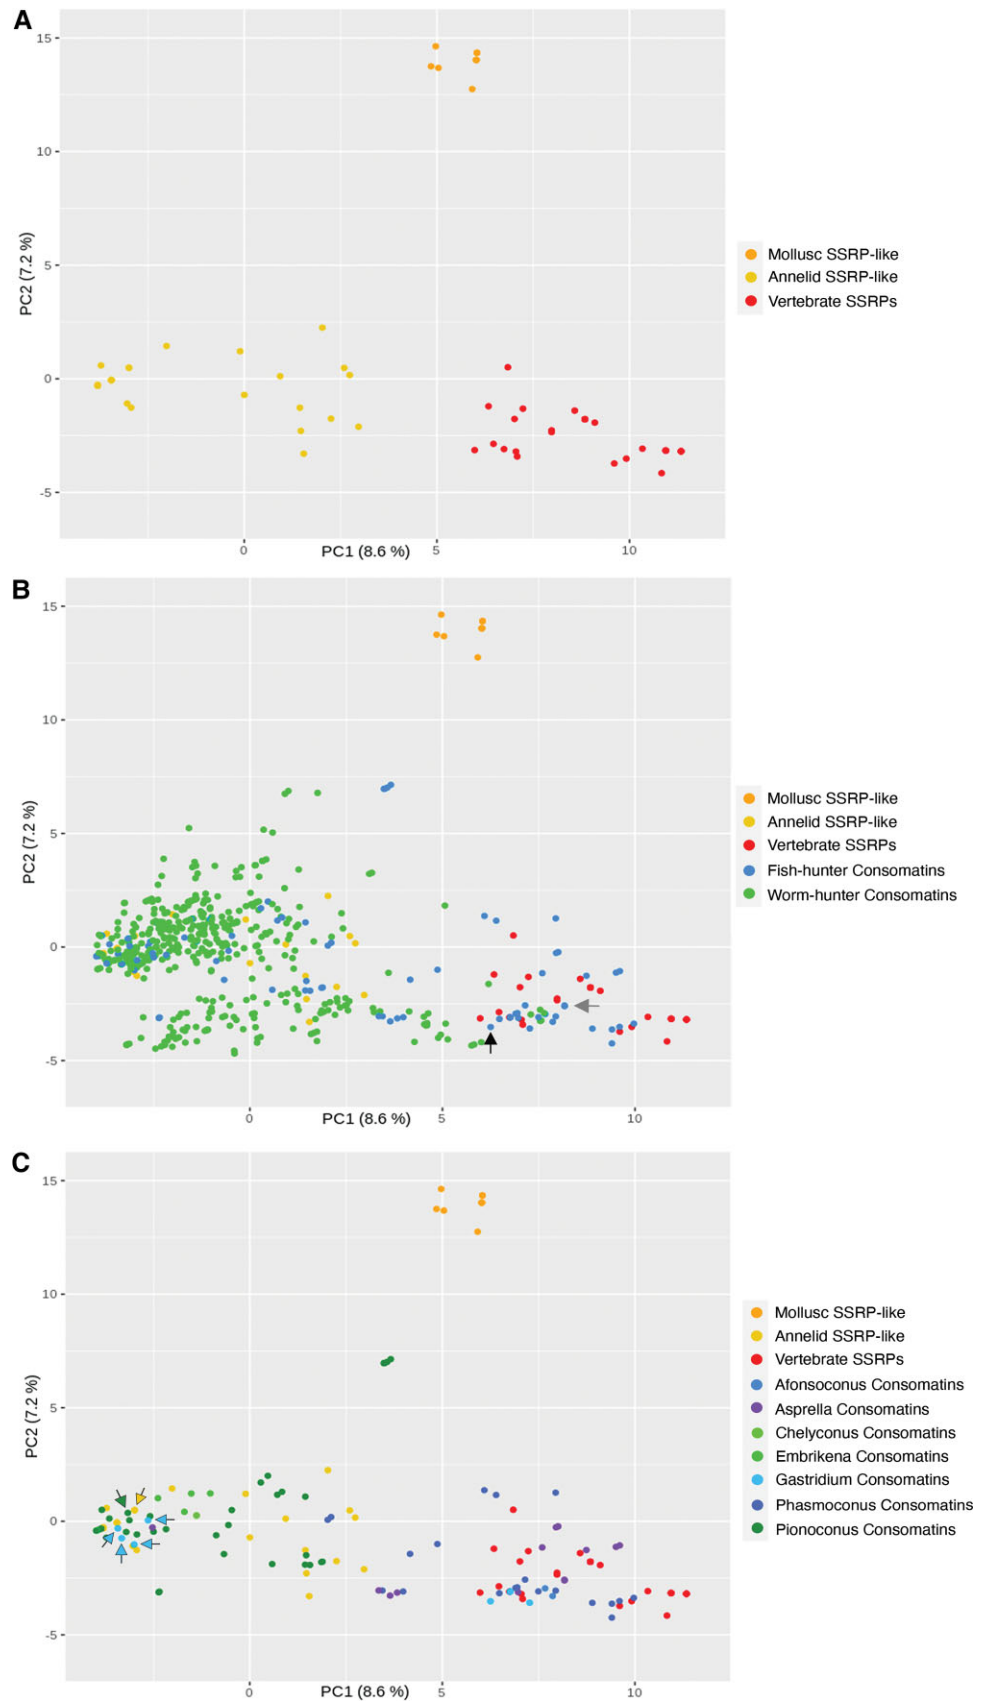 A
15
10
5
0
-5
PC2 (7.2 %)
0
5
10
PC1 (8.6 %)
Mollusc SSRP-like
Annelid SSRP-like
Vertebrate SSRPs
B
15
10
5
0
-5
PC2 (7.2 %)
0
5
10
PC1 (8.6 %)
Mollusc SSRP-like
Annelid SSRP-like
Vertebrate SSRPs
Fish-hunter Consomatins
Worm-hunter Consomatins
C
15
10
5
0
-5
PC2 (7.2 %)
0
5
10
PC1 (8.6 %)
Mollusc SSRP-like
Annelid SSRP-like
Vertebrate SSRPs
Afonsoconus Consomatins
Asprella Consomatins
Chelyconus Consomatins
Embrikena Consomatins
Gastridium Consomatins
Phasmoconus Consomatins
Pionoconus Consomatins